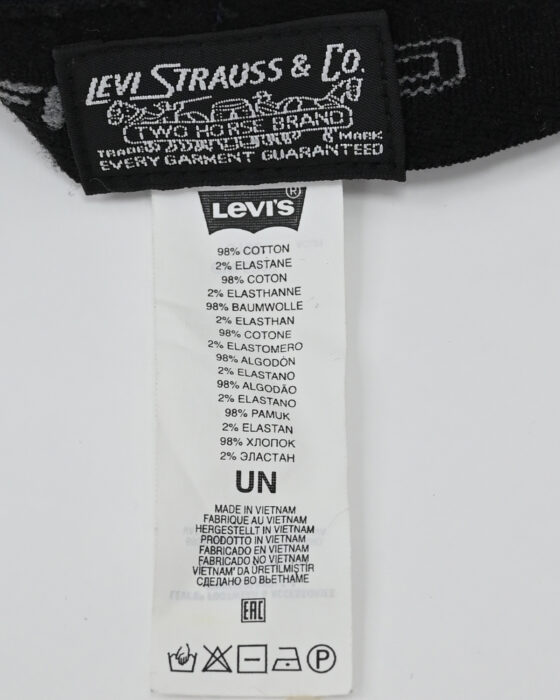 LEVI STRAUSS & CO.
TWO HORSE BRAND
TRADE MARK
EVERY GARMENT GUARANTEED
LEVI'S®
98% COTTON
2% ELASTANE
98% COTON
2% ELASTHANNE
98% BAUMWOLLE
2% ELASTHAN
98% COTONE
2% ELASTOMERO
98% ALGODÓN
2% ELASTANO
98% ALGODÃO
2% ELASTANO
98% PAMUK
2% ELASTAN
98% ХЛОПОК
2% ЭЛАСТАН
UN
MADE IN VIETNAM
FABRIQUE AU VIETNAM
HERGESTELLT IN VIETNAM
PRODOTTO IN VIETNAM
FABRICADO EN VIETNAM
FABRICADO NO VIETNAM
VIETNAM' DA ÜRETILMIŞTIR
СДЕЛАНО ВО ВЬЕТНАМЕ
EAC
P